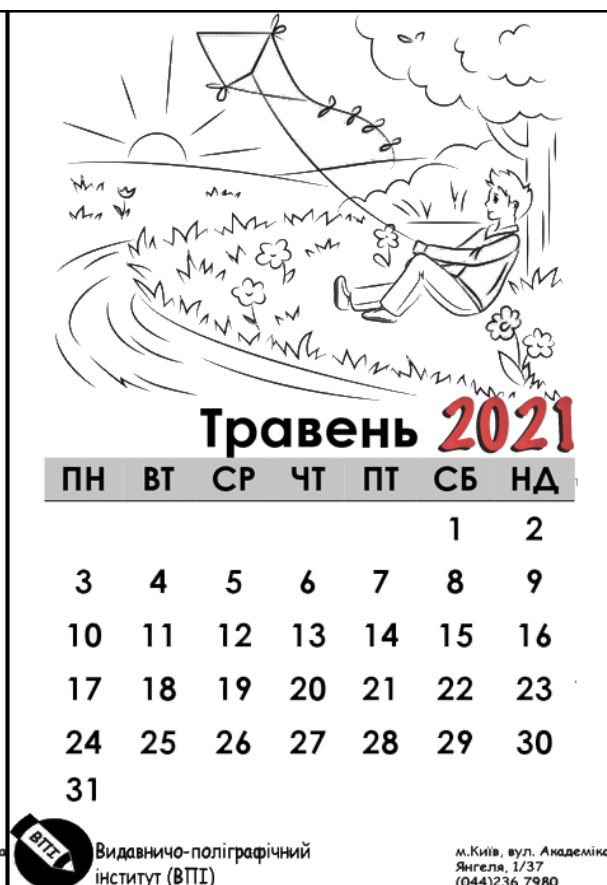 Травень 2021
ПН ВТ СР ЧТ ПТ СБ НД
1 2
3 4 5 6 7 8 9
10 11 12 13 14 15 16
17 18 19 20 21 22 23
24 25 26 27 28 29 30
31
ВПІ
Видавничо-поліграфічний
інститут (ВПІ)
м.Київ, вул. Академіка
Янгеля, 1/37
(044)236 7980